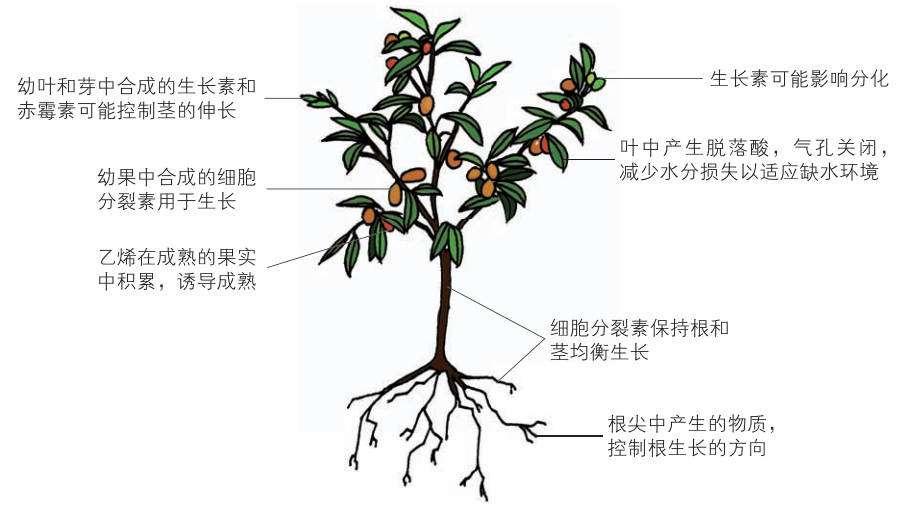 幼叶和芽中合成的生长素和
赤霉素可能控制茎的伸长
生长素可能影响分化
叶中产生脱落酸，气孔关闭，
减少水分损失以适应缺水环境
幼果中合成的细胞
分裂素用于生长
乙烯在成熟的果实
中积累，诱导成熟
细胞分裂素保持根和
茎均衡生长
根尖中产生的物质，
控制根生长的方向